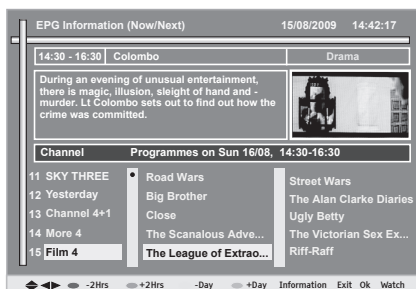 EPG Information (Now/Next) 15/08/2009 14:42:17
14:30 - 16:30 Colombo Drama
During an evening of unusual entertainment,
there is magic, illusion, sleight of hand and -
murder. Lt Colombo sets out to find out how the
crime was committed.
Channel Programmes on Sun 16/08, 14:30-16:30
11 SKY THREE Road Wars Street Wars
12 Yesterday Big Brother The Alan Clarke Diaries
13 Channel 4+1 Close Ugly Betty
14 More 4 The Scanalous Adve... The Victorian Sex Ex...
15 Film 4 The League of Extrao... Riff-Raff
-2Hrs +2Hrs -Day +Day Information Exit Ok Watch